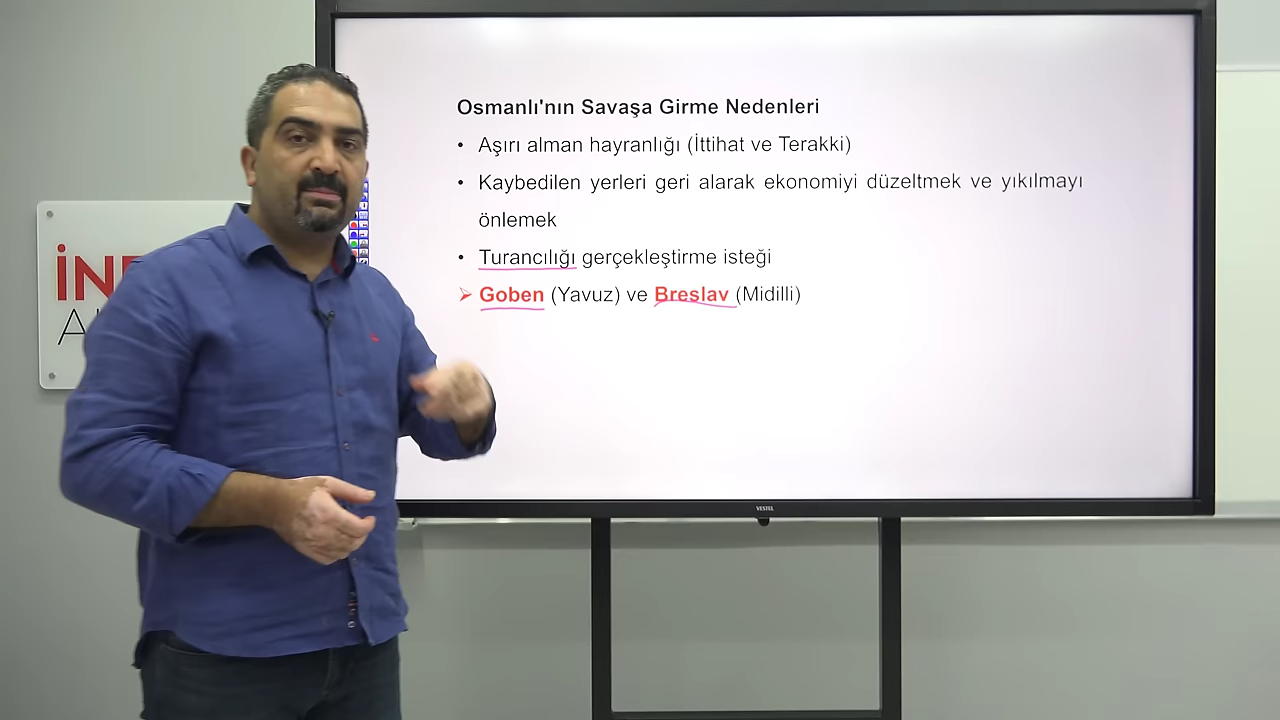 Osmanlı'nın Savaşa Girme Nedenleri
• Aşırı alman hayranlığı (İttihat ve Terakki)
• Kaybedilen yerleri geri alarak ekonomiyi düzeltmek ve yıkılmayı
önlemek
• Turancılığı gerçekleştirme isteği
➢ Goben (Yavuz) ve Breslav (Midilli)
VESTEL